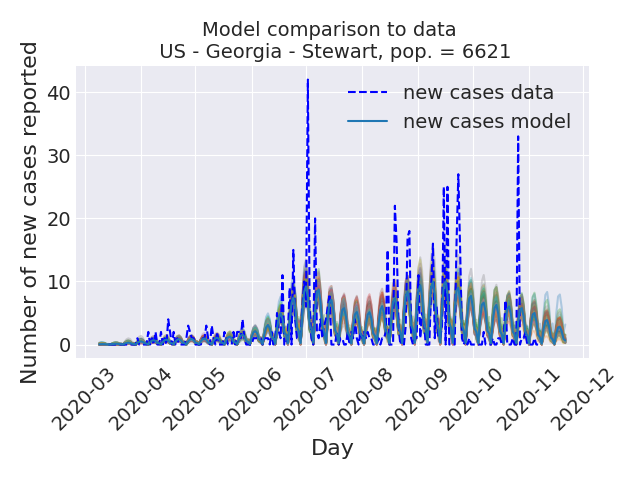 Model comparison to data
US - Georgia - Stewart, pop. = 6621
new cases data
new cases model
Number of new cases reported
40
30
20
10
0
2020-03
2020-04
2020-05
2020-06
2020-07
2020-08
2020-09
2020-10
2020-11
2020-12
Day